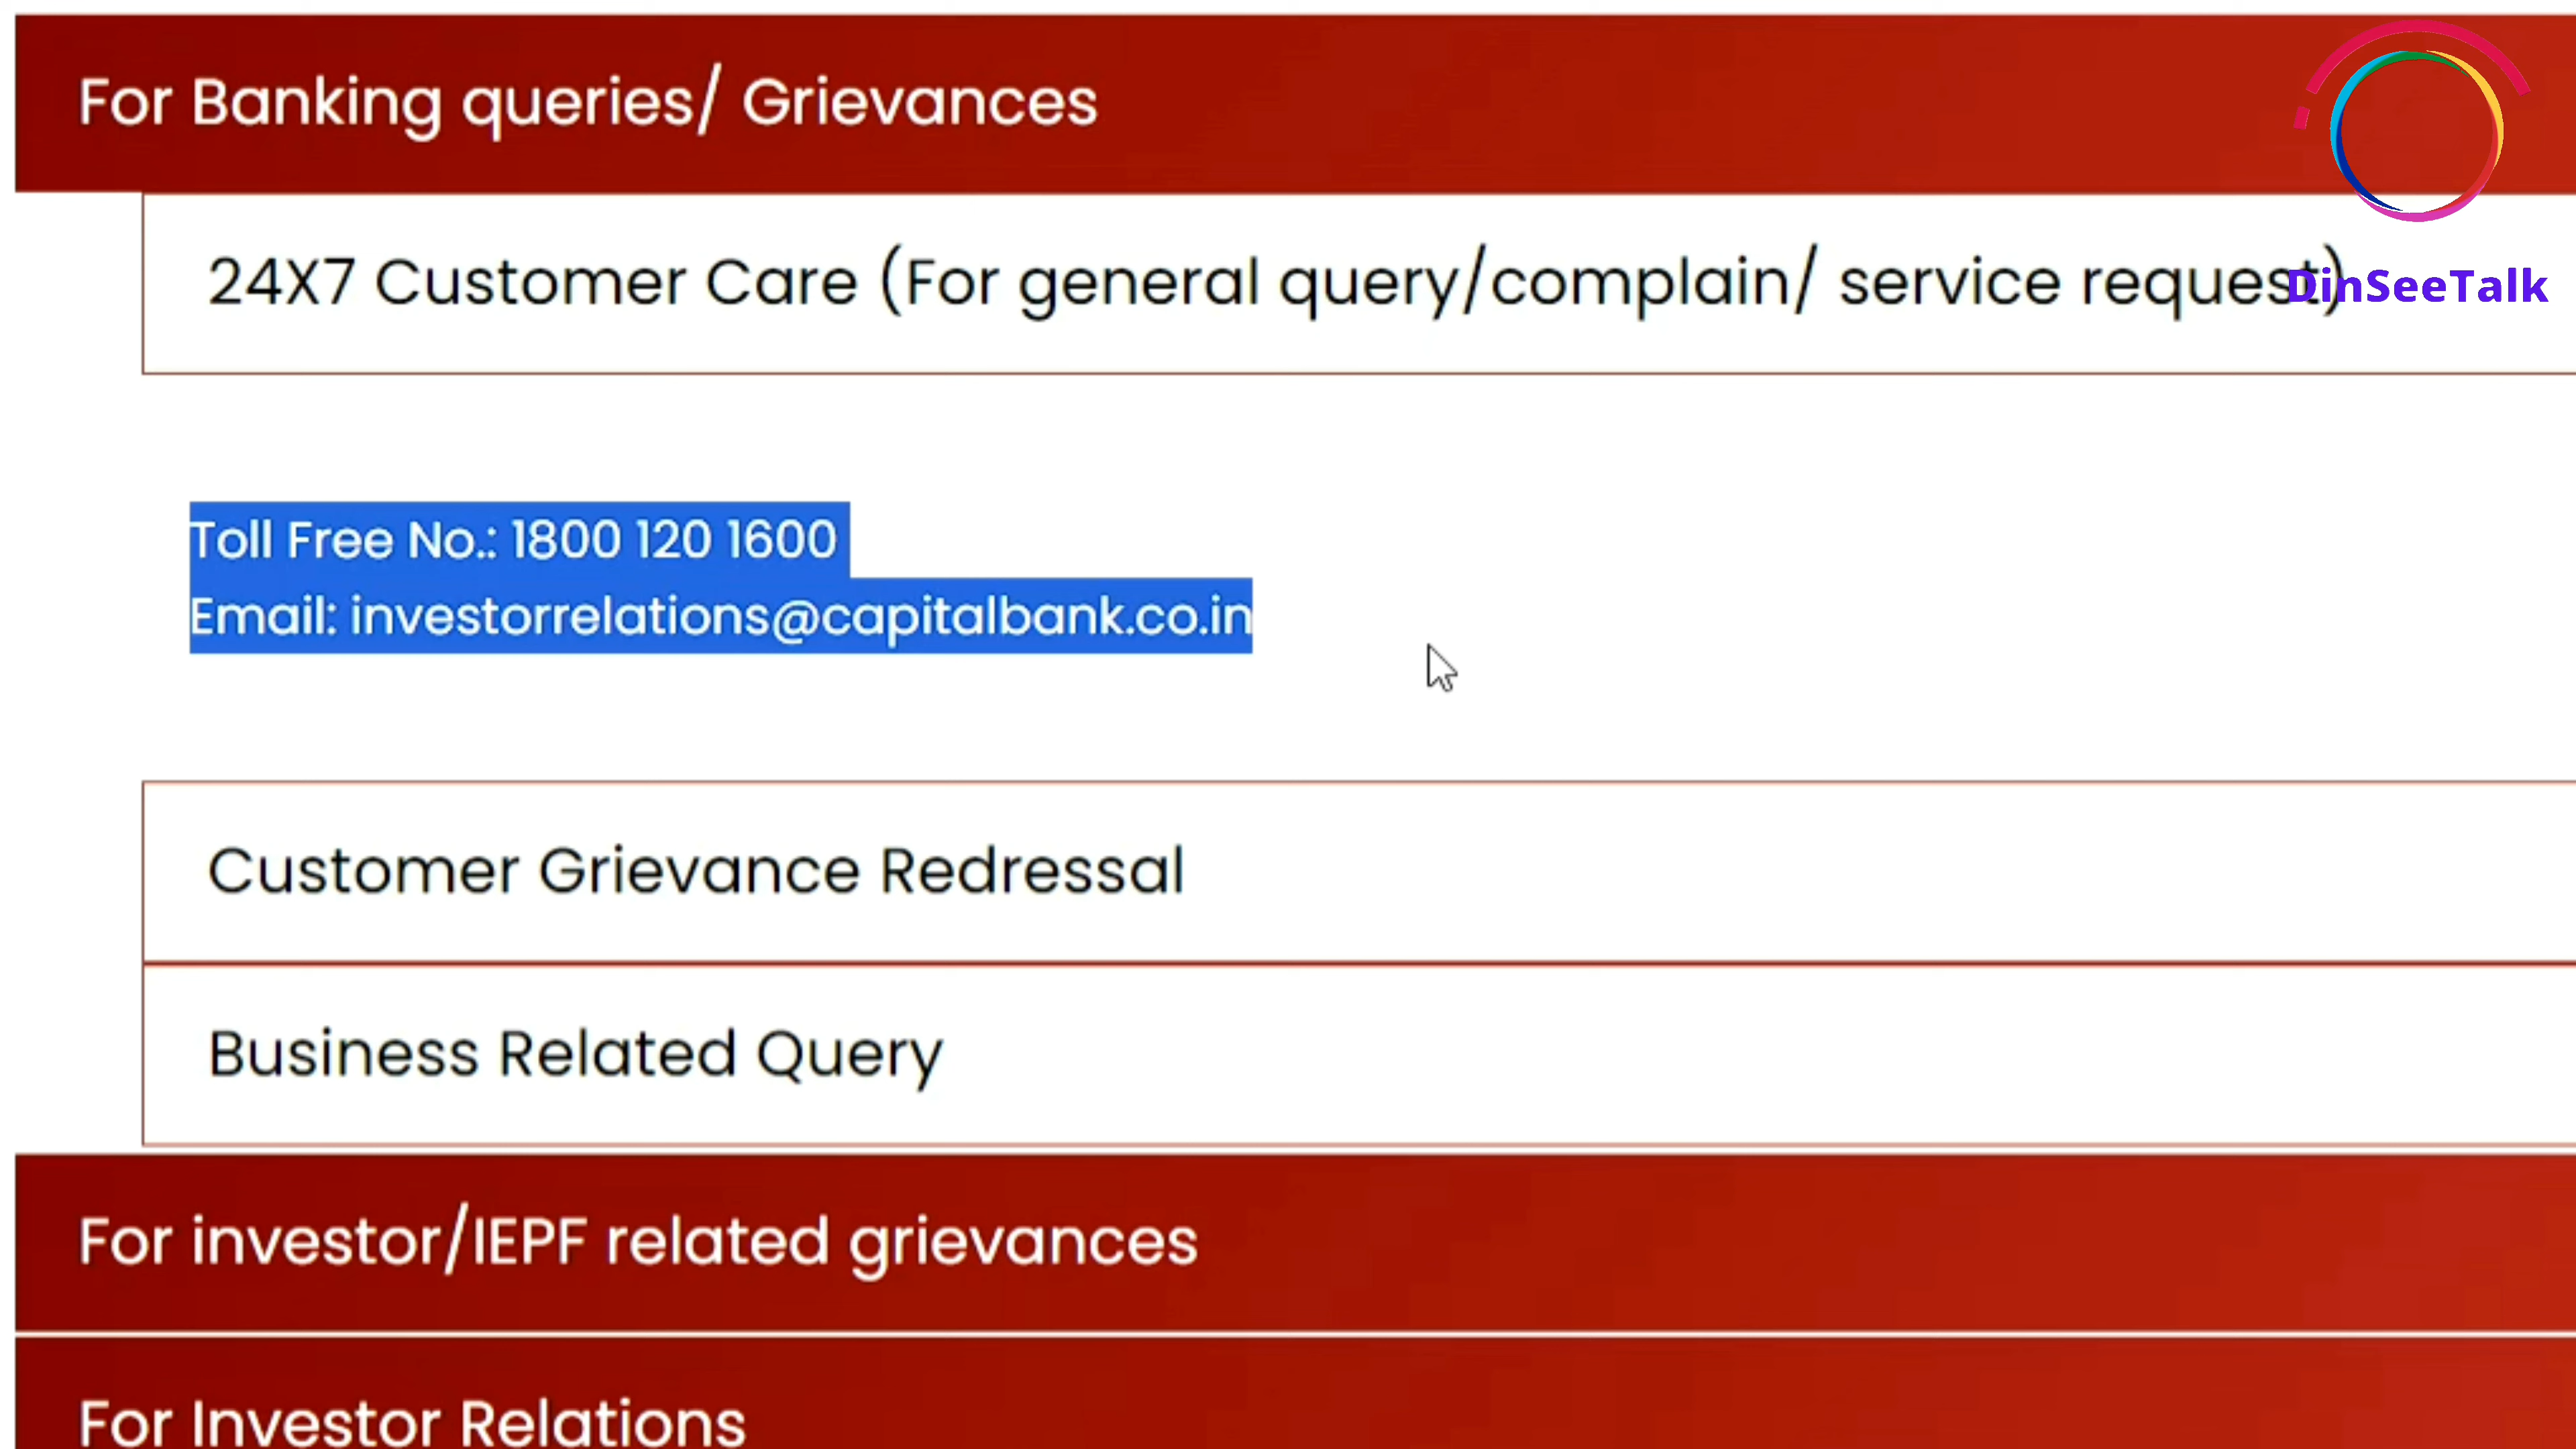 For Banking queries/ Grievances
24X7 Customer Care (For general query/complain/ service request)
DinSeeTalk
Toll Free No.: 1800 120 1600
Email: investorrelations@capitalbank.co.in
Customer Grievance Redressal
Business Related Query
For investor/IEPF related grievances
For Investor Relations